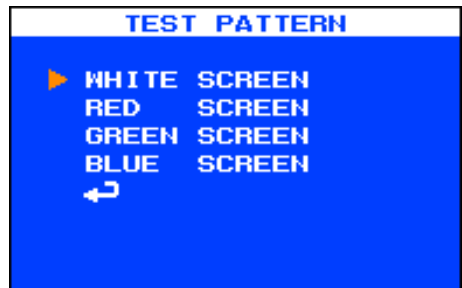 TEST PATTERN
WHITE SCREEN
RED SCREEN
GREEN SCREEN
BLUE SCREEN